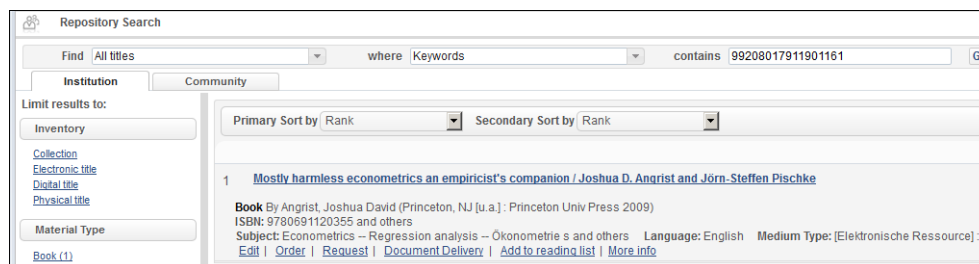 Repository Search
Find All titles where Keywords contains 99208017911901161 G
Institution Community
Limit results to:
Inventory
Collection
Electronic title
Digital title
Physical title
Material Type
Book (1)
Primary Sort by Rank Secondary Sort by Rank
1 Mostly harmless econometrics an empiricist's companion / Joshua D. Angrist and Jörn-Steffen Pischke
Book By Angrist, Joshua David (Princeton, NJ [u.a.] : Princeton Univ Press 2009)
ISBN: 9780691120355 and others
Subject: Econometrics -- Regression analysis -- Ökonometrie s and others Language: English Medium Type: [Elektronische Ressource] :
Edit | Order | Request | Document Delivery | Add to reading list | More info